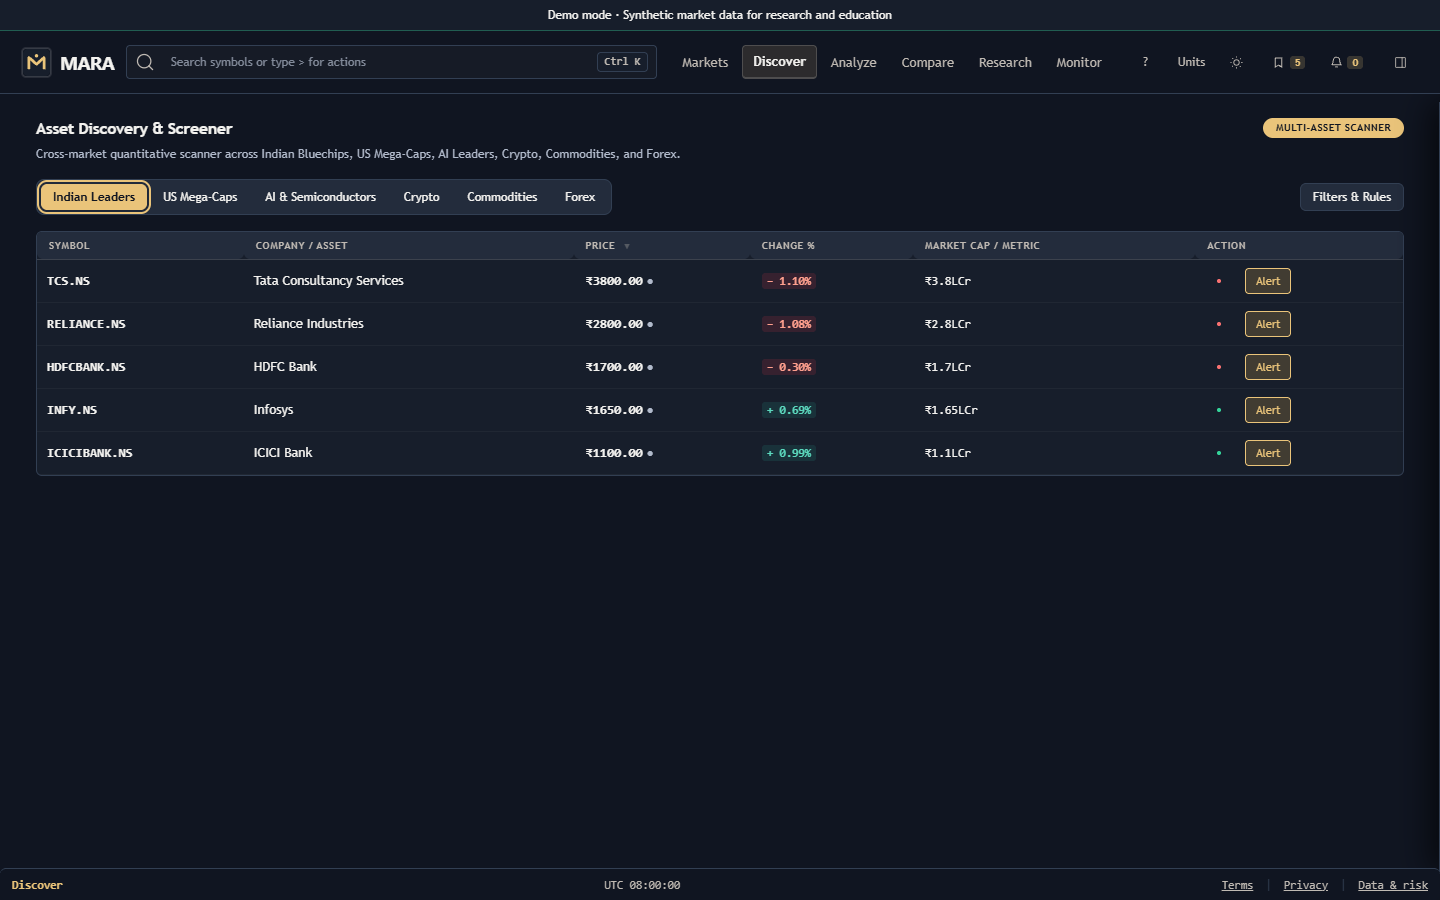 Demo mode · Synthetic market data for research and education
MARA
Search symbols or type > for actions
Ctrl K
Markets
Discover
Analyze
Compare
Research
Monitor
?
Units
5
0
Asset Discovery & Screener
MULTI-ASSET SCANNER
Cross-market quantitative scanner across Indian Bluechips, US Mega-Caps, AI Leaders, Crypto, Commodities, and Forex.
Indian Leaders
US Mega-Caps
AI & Semiconductors
Crypto
Commodities
Forex
Filters & Rules
SYMBOL COMPANY / ASSET PRICE ▼ CHANGE % MARKET CAP / METRIC ACTION
TCS.NS Tata Consultancy Services ₹3800.00 − 1.10% ₹3.8LCr Alert
RELIANCE.NS Reliance Industries ₹2800.00 − 1.08% ₹2.8LCr Alert
HDFCBANK.NS HDFC Bank ₹1700.00 − 0.30% ₹1.7LCr Alert
INFY.NS Infosys ₹1650.00 + 0.69% ₹1.65LCr Alert
ICICIBANK.NS ICICI Bank ₹1100.00 + 0.99% ₹1.1LCr Alert
Discover
UTC 08:00:00
Terms | Privacy | Data & risk